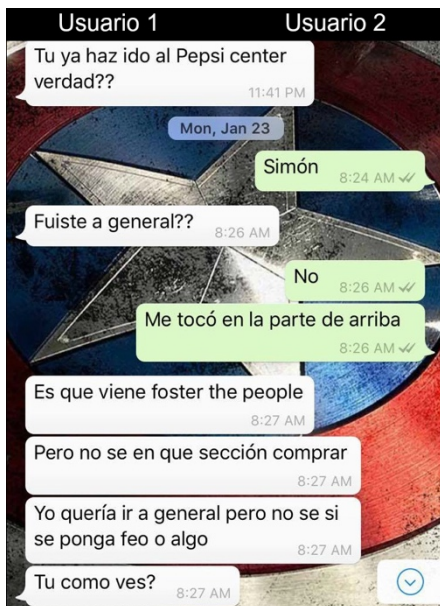 Usuario 1 Usuario 2
Tu ya haz ido al Pepsi center
verdad??
11:41 PM
Mon, Jan 23
Simón 8:24 AM
Fuiste a general?? 8:26 AM
No 8:26 AM
Me tocó en la parte de arriba
8:26 AM
Es que viene foster the people
8:27 AM
Pero no se en que sección comprar
8:27 AM
Yo quería ir a general pero no se si
se ponga feo o algo 8:27 AM
Tu como ves? 8:27 AM